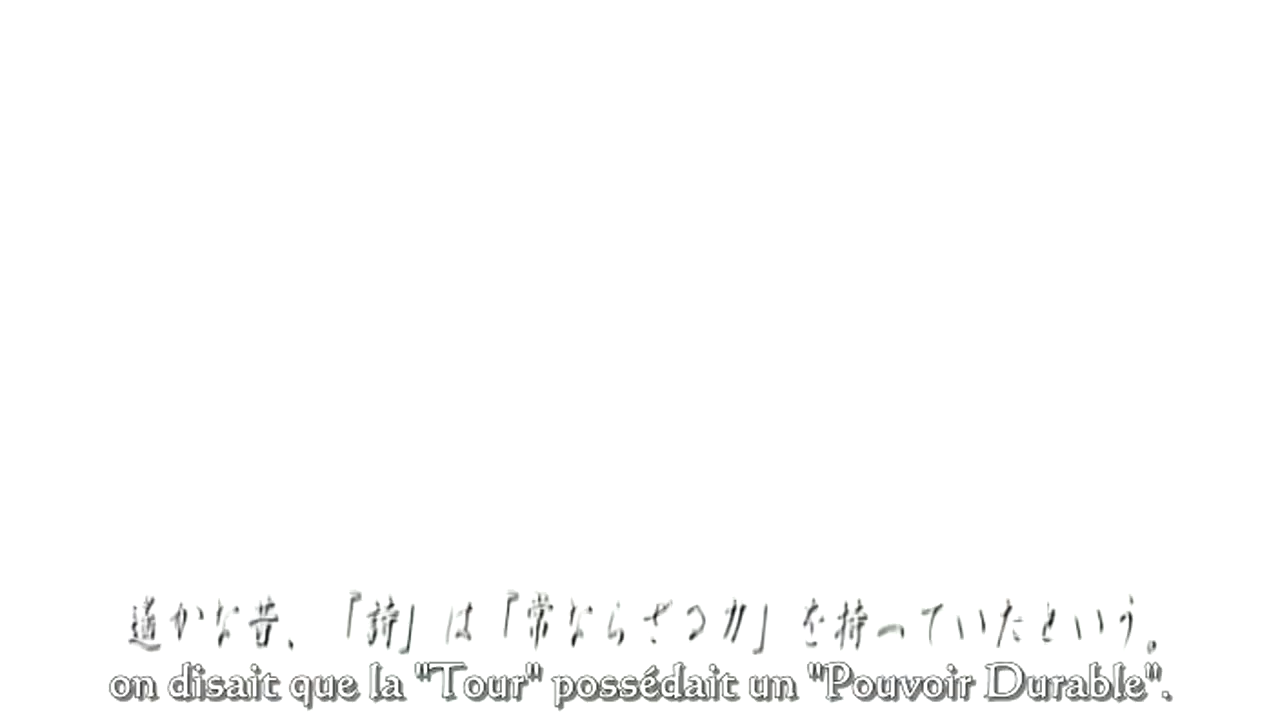 遥かな昔、『詩』は『常ならざる力』を持っていたという。
on disait que la "Tour" possédait un "Pouvoir Durable".